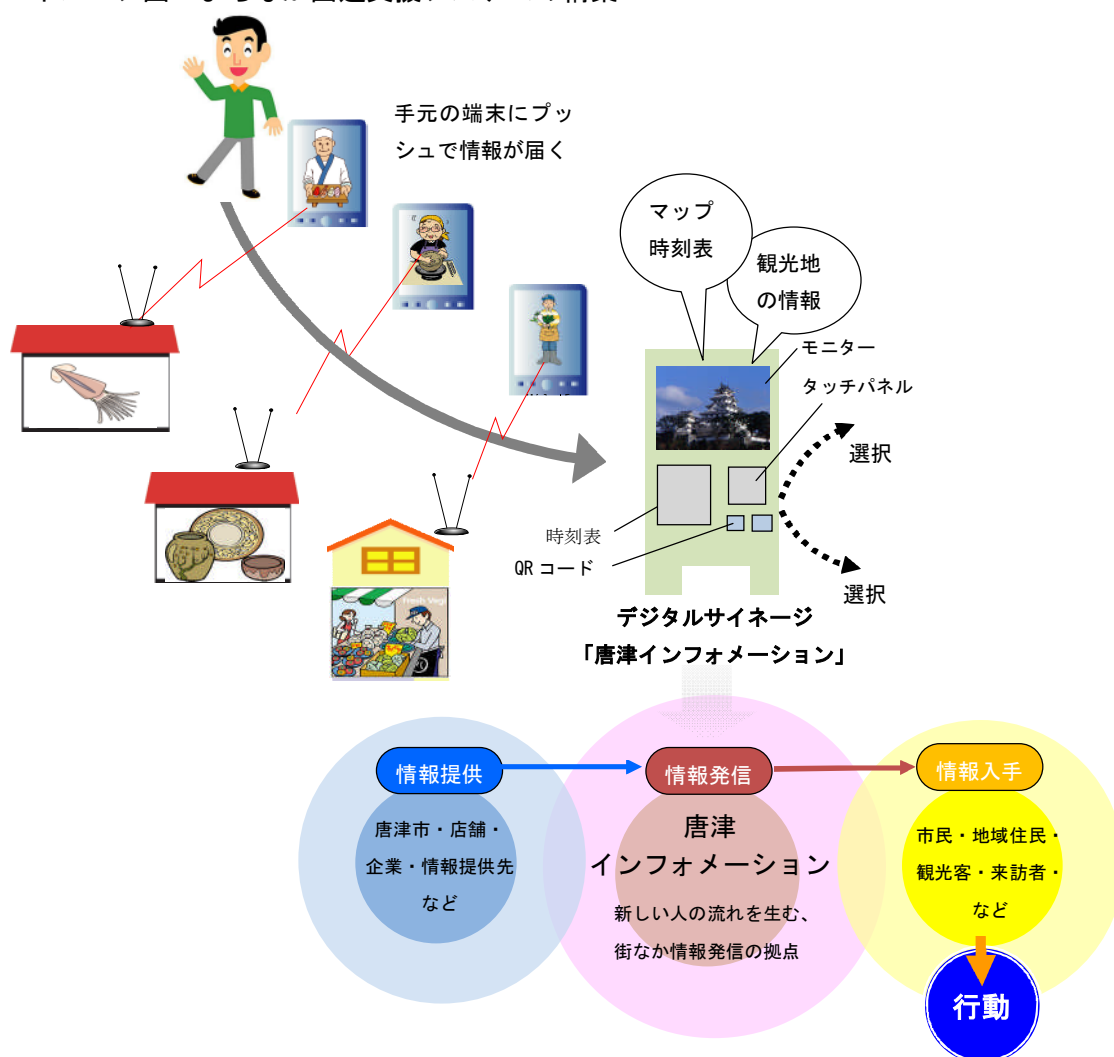 手元の端末にプッ
シュで情報が届く
マップ
時刻表
観光地
の情報
モニター
タッチパネル
選択
時刻表
QRコード
選択
デジタルサイネージ
「唐津インフォメーション」
情報提供
情報発信
情報入手
唐津市・店舗・
企業・情報提供先
など
唐津
インフォメーション
新しい人の流れを生む、
街なか情報発信の拠点
市民・地域住民・
観光客・来訪者・
など
行動